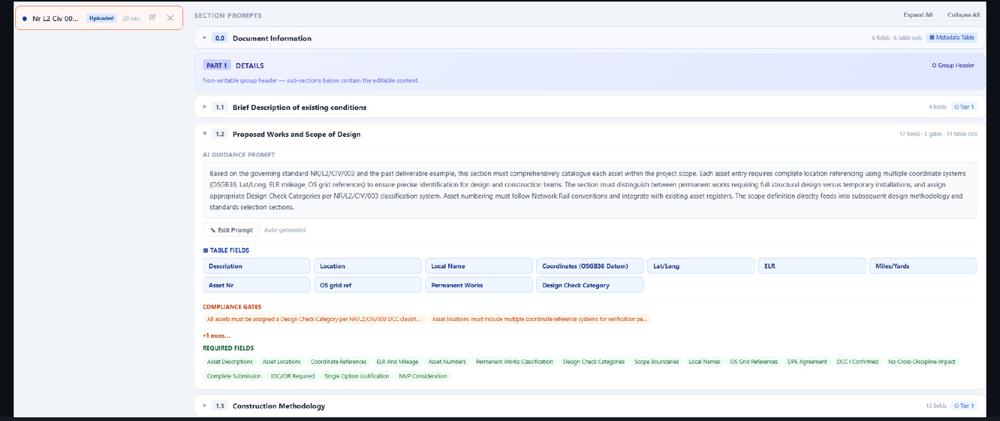 Nr L2 Civ 00... Uploaded 20 sec.
SECTION PROMPTS Expand All Collapse All
0.0 Document Information 6 fields · 6 table cols Metadata Table
PART 1 DETAILS Group Header
Non-writable group header — sub-sections below contain the editable content.
1.1 Brief Description of existing conditions 4 fields Tier 1
1.2 Proposed Works and Scope of Design 17 fields · 3 gates · 11 table cols
AI GUIDANCE PROMPT
Based on the governing standard NR/L2/CIV/003 and the past deliverable example, this section must comprehensively catalogue each asset within the project scope. Each asset entry requires complete location referencing using multiple coordinate systems
(OSGB36, Lat/Long, ELR mileage, OS grid references) to ensure precise identification for design and construction teams. The section must distinguish between permanent works requiring full structural design versus temporary installations, and assign
appropriate Design Check Categories per NR/L2/CIV/003 classification system. Asset numbering must follow Network Rail conventions and integrate with existing asset registers. The scope definition directly feeds into subsequent design methodology and
standards selection sections.
Edit Prompt Auto-generated
TABLE FIELDS
Description Location Local Name Coordinates (OSGB36 Datum) Lat/Long ELR Miles/Yards
Asset Nr OS grid ref Permanent Works Design Check Category
COMPLIANCE GATES
All assets must be assigned a Design Check Category per NR/L2/CIV/003 DCC classifi... Asset locations must include multiple coordinate reference systems for verification pe...
+1 more...
REQUIRED FIELDS
Asset Descriptions Asset Locations Coordinate References ELR And Mileage Asset Numbers Permanent Works Classification Design Check Categories Scope Boundaries Local Names OS Grid References DPE Agreement DCC I Confirmed No Cross-Discipline Impact
Complete Submission IDC/IDR Required Single Option Justification MVP Consideration
1.3 Construction Methodology 12 fields Tier 1